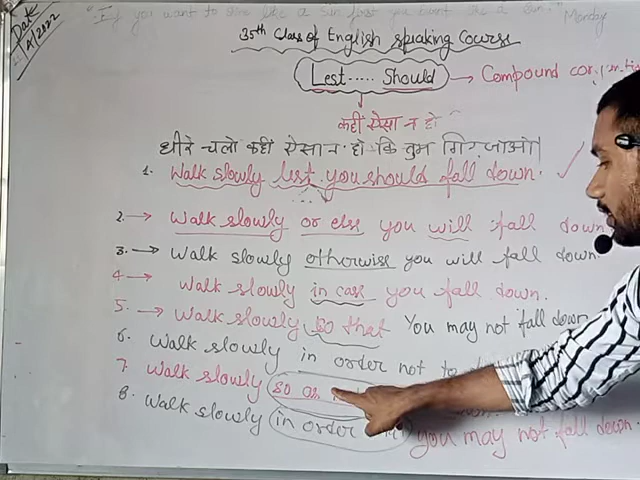 Date
"If you want to shine like a sun first you burn like a sun." Monday
35th Class of English Speaking Course
Lest..... Should → Compound
कहीं ऐसा न हो
धीरे चलो कहीं ऐसा न हो कि तुम गिर जाओ।
1. Walk slowly lest you should fall down.
2. → Walk slowly or else you will fall down
3. → Walk slowly otherwise you will fall down.
4 → Walk slowly in case you fall down.
5. → Walk slowly so that You may not fall down
6. Walk slowly in order not to
7. Walk slowly so as
8. Walk slowly in order you may not fall down.